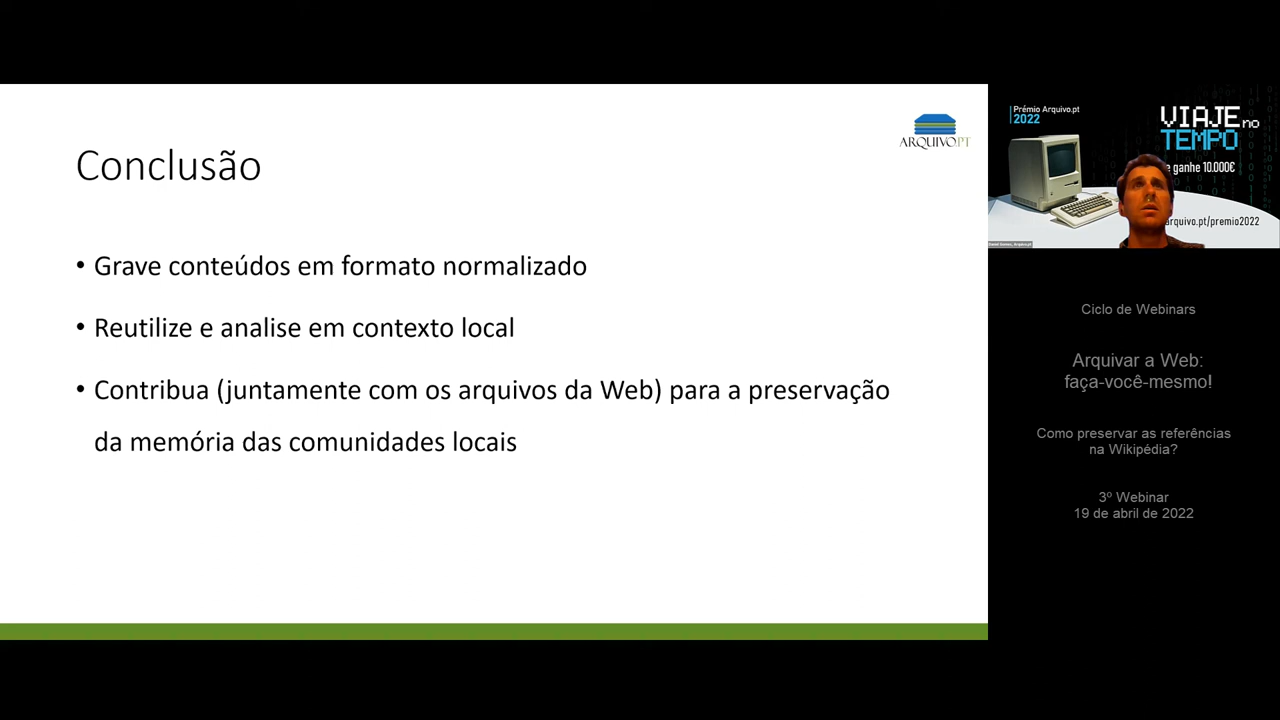 Conclusão
ARQUIVO.PT
• Grave conteúdos em formato normalizado
• Reutilize e analise em contexto local
• Contribua (juntamente com os arquivos da Web) para a preservação
da memória das comunidades locais
Prémio Arquivo.pt
2022
VIAJE no
TEMPO
e ganhe 10.000€
arquivo.pt/premio2022
Ciclo de Webinars
Arquivar a Web:
faça-você-mesmo!
Como preservar as referências
na Wikipédia?
3º Webinar
19 de abril de 2022